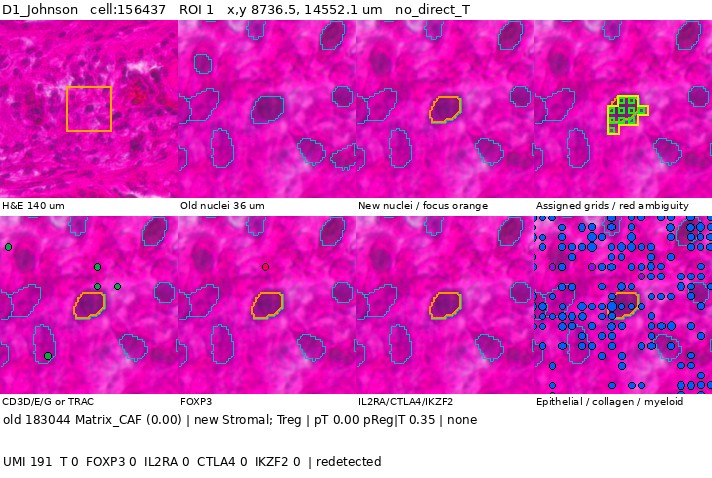 D1_Johnson cell:156437 ROI 1 x,y 8736.5, 14552.1 um no_direct_T
H&E 140 um
Old nuclei 36 um
New nuclei / focus orange
Assigned grids / red ambiguity
CD3D/E/G or TRAC
FOXP3
IL2RA/CTLA4/IKZF2
Epithelial / collagen / myeloid
old 183044 Matrix_CAF (0.00) | new Stromal; Treg | pT 0.00 pReg|T 0.35 | none
UMI 191 T 0 FOXP3 0 IL2RA 0 CTLA4 0 IKZF2 0 | redetected